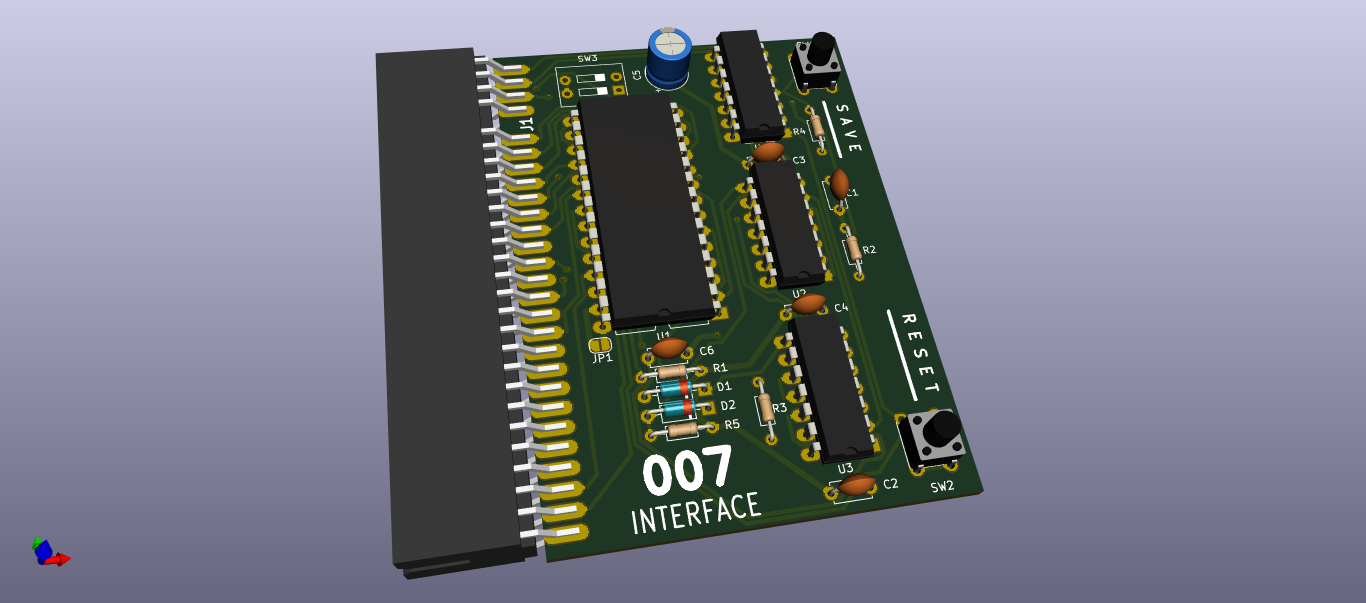 SW3
C5
J1
R4
SAVE
C3
C1
R2
U2
C4
U1
JP1
C6
R1
D1
D2
R5
R3
RESET
U3
C2
SW2
007
INTERFACE